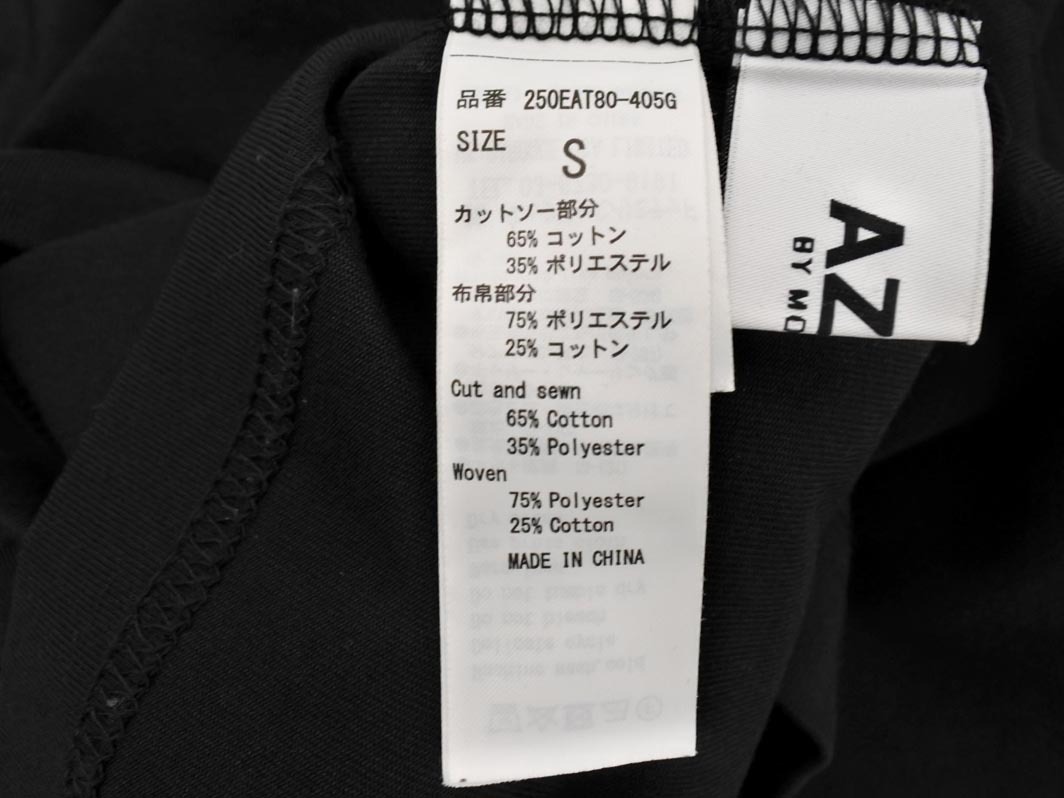 品番 250EAT80-405G
SIZE S
カットソー部分
65% コットン
35% ポリエステル
布帛部分
75% ポリエステル
25% コットン
Cut and sewn
65% Cotton
35% Polyester
Woven
75% Polyester
25% Cotton
MADE IN CHINA
AZ
BY MO